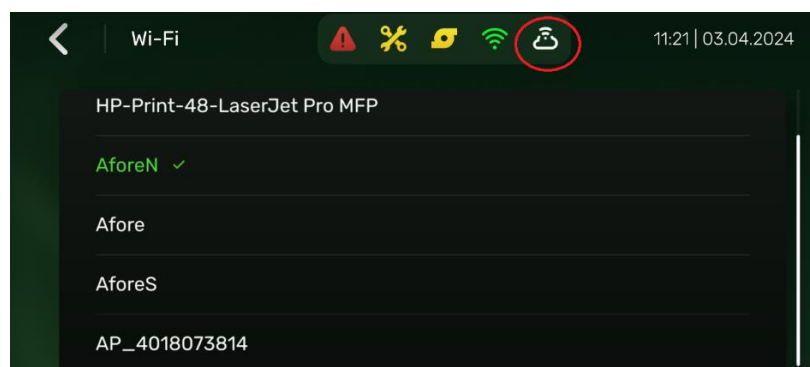 Wi-Fi
11:21 | 03.04.2024
HP-Print-48-LaserJet Pro MFP
AforeN
Afore
AforeS
AP_4018073814